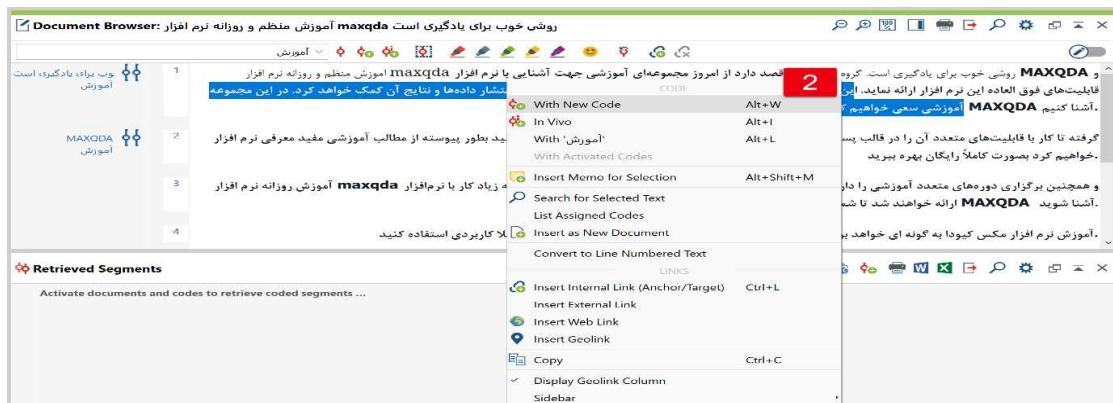 Document Browser: آموزش منظم و روزانه نرم افزار maxqda روشی خوب برای یادگیری است
آموزش
وب برای یادگیری است
آموزش
1
و MAXQDA روشی خوب برای یادگیری است. گروه
قصد دارد از امروز مجموعه‌ای آموزشی جهت آشنایی با نرم افزار maxqda اموزش منظم و روزانه نرم افزار
قابلیت‌های فوق العاده این نرم افزار ارائه نماید. این
نتشار داده‌ها و نتایج آن کمک خواهد کرد. در این مجموعه
.آشنا کنیم MAXQDA آموزشی سعی خواهیم ک
MAXQDA
آموزش
2
گرفته تا کار با قابلیت‌های متعدد آن را در قالب پس
ید بطور پیوسته از مطالب آموزشی مفید معرفی نرم افزار
.خواهیم کرد بصورت کاملاً رایگان بهره ببرید
3
و همچنین برگزاری دوره‌های متعدد آموزشی را دار
ه زیاد کار با نرم‌افزار maxqda آموزش روزانه نرم افزار
.آشنا شوید MAXQDA ارائه خواهند شد تا شم
4
.آموزش نرم افزار مکس کیودا به گونه ای خواهد بو
لا کاربردی استفاده کنید
2
CODE
With New Code Alt+W
In Vivo Alt+I
With 'آموزش' Alt+L
With Activated Codes
Insert Memo for Selection Alt+Shift+M
Search for Selected Text
List Assigned Codes
Insert as New Document
Convert to Line Numbered Text
LINKS
Insert Internal Link (Anchor/Target) Ctrl+L
Insert External Link
Insert Web Link
Insert Geolink
Copy Ctrl+C
Display Geolink Column
Sidebar
Retrieved Segments
Activate documents and codes to retrieve coded segments ...